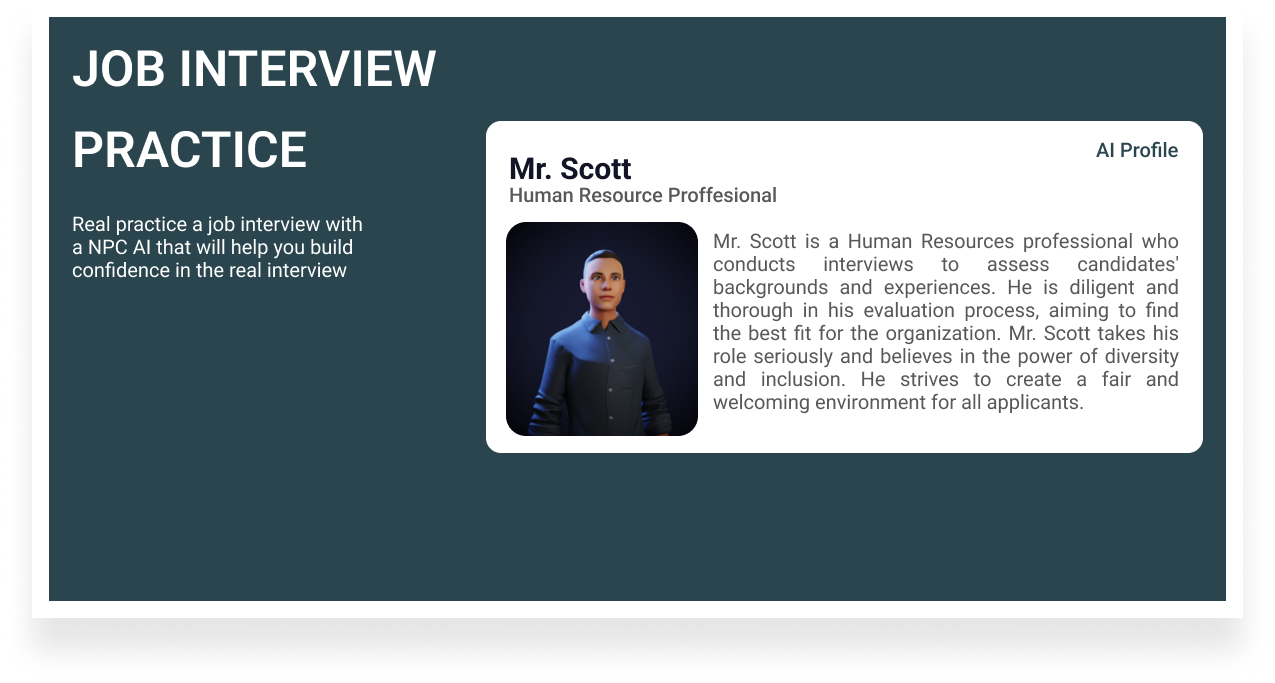 JOB INTERVIEW
PRACTICE
Real practice a job interview with
a NPC AI that will help you build
confidence in the real interview
AI Profile
Mr. Scott
Human Resource Proffesional
Mr. Scott is a Human Resources professional who
conducts interviews to assess candidates'
backgrounds and experiences. He is diligent and
thorough in his evaluation process, aiming to find
the best fit for the organization. Mr. Scott takes his
role seriously and believes in the power of diversity
and inclusion. He strives to create a fair and
welcoming environment for all applicants.